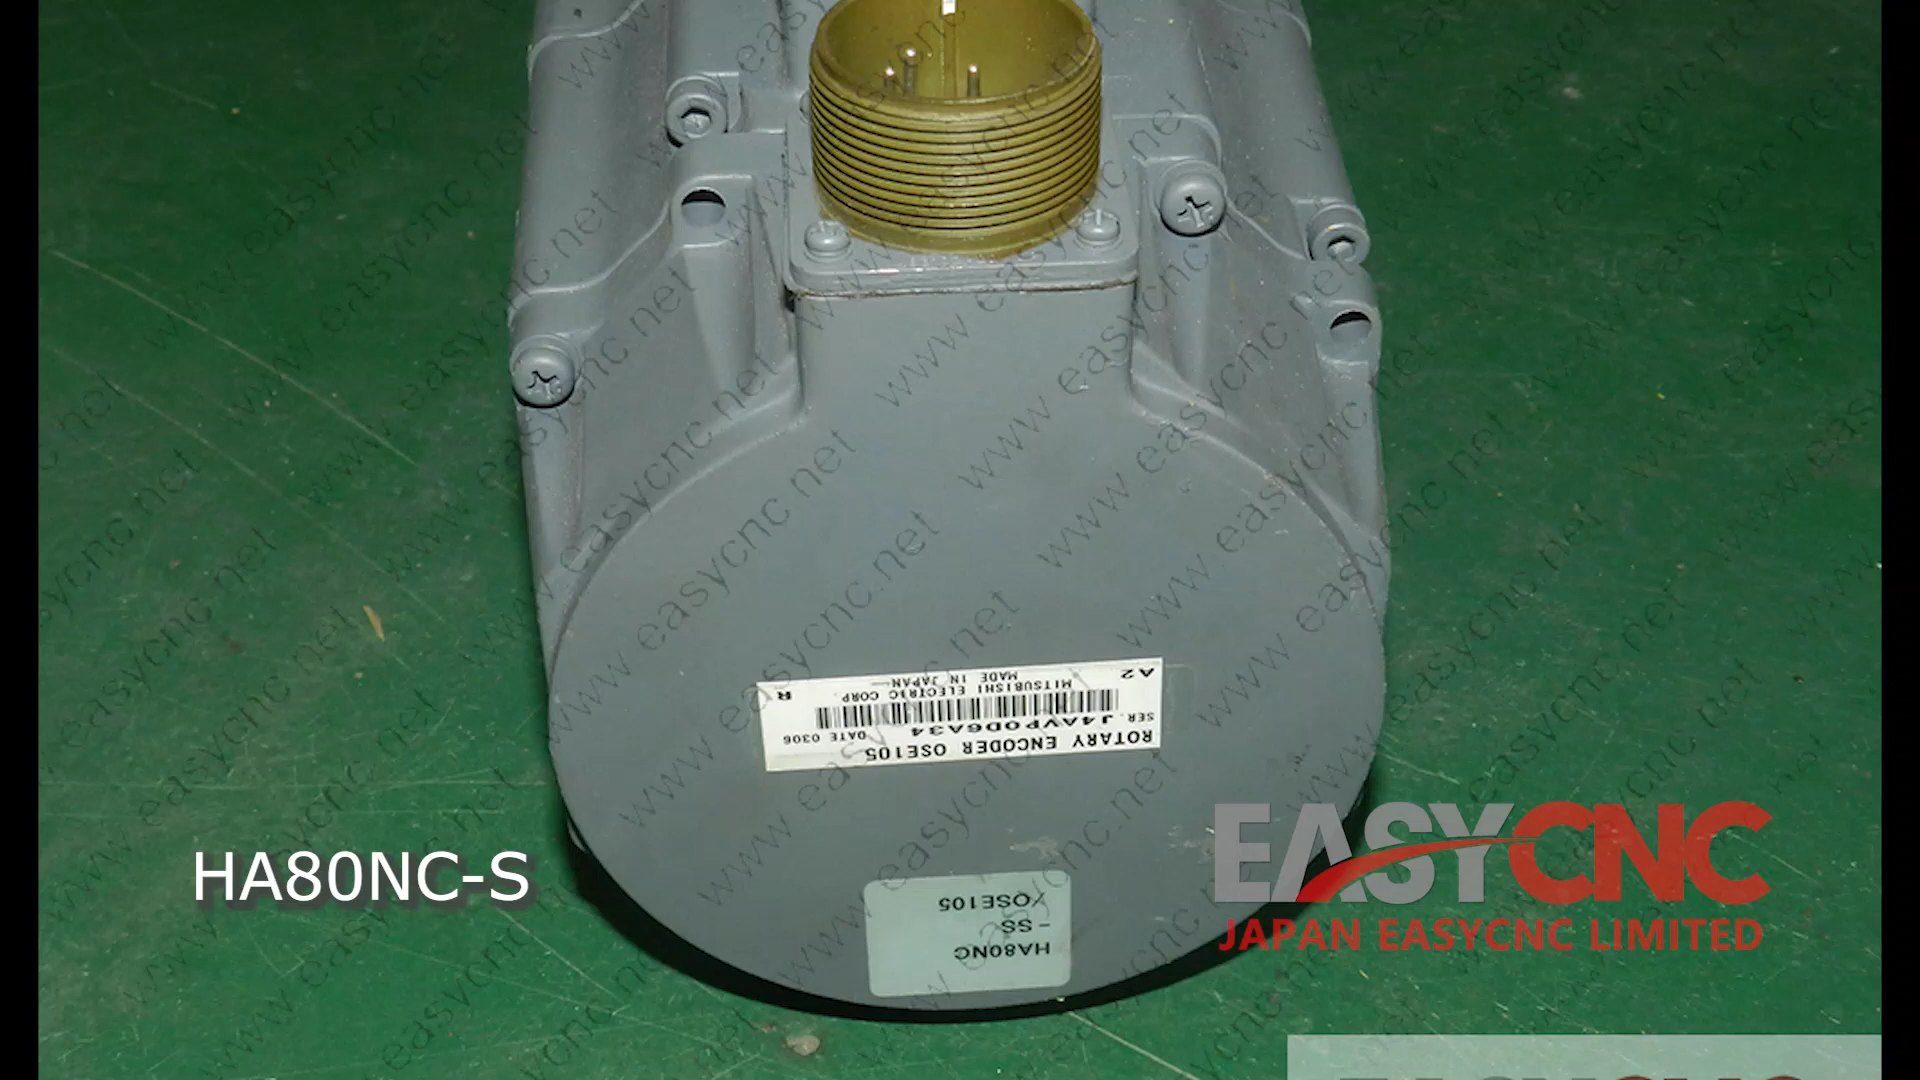 MADE IN JAPAN
A2
MITSUBISHI ELECTRIC CORP.
R
SER. J4AVP0D6A34
DATE 0306
ROTARY ENCODER OSE105
HA80NC
-SS
/OSE105
HA80NC-S
EASYCNC
JAPAN EASYCNC LIMITED
www.easycnc.net